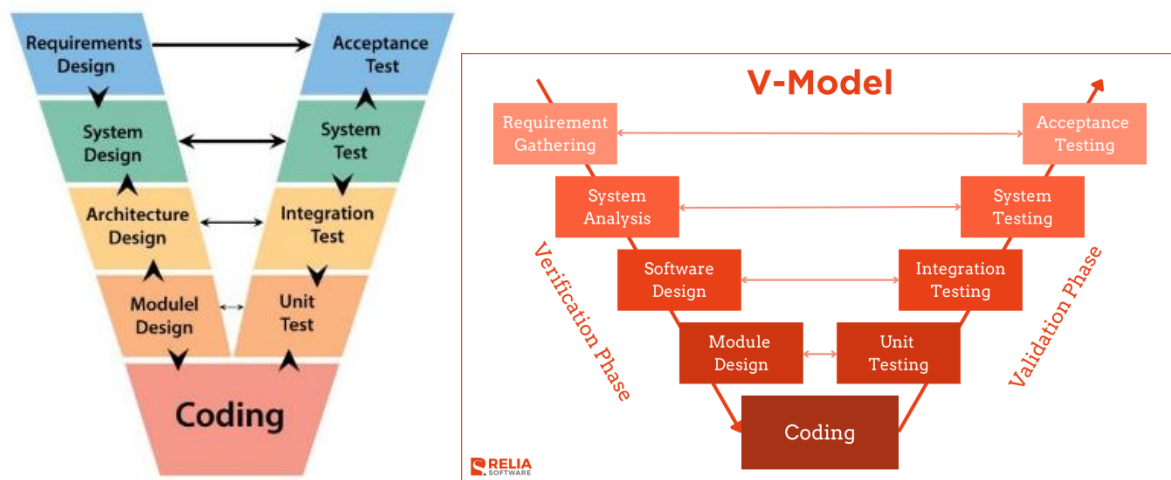 Requirements
Design
Acceptance
Test
System
Design
System
Test
Architecture
Design
Integration
Test
Modulel
Design
Unit
Test
Coding
V-Model
Requirement
Gathering
Acceptance
Testing
System
Analysis
System
Testing
Software
Design
Integration
Testing
Module
Design
Unit
Testing
Coding
Verification Phase
Validation Phase
RELIA
SOFTWARE